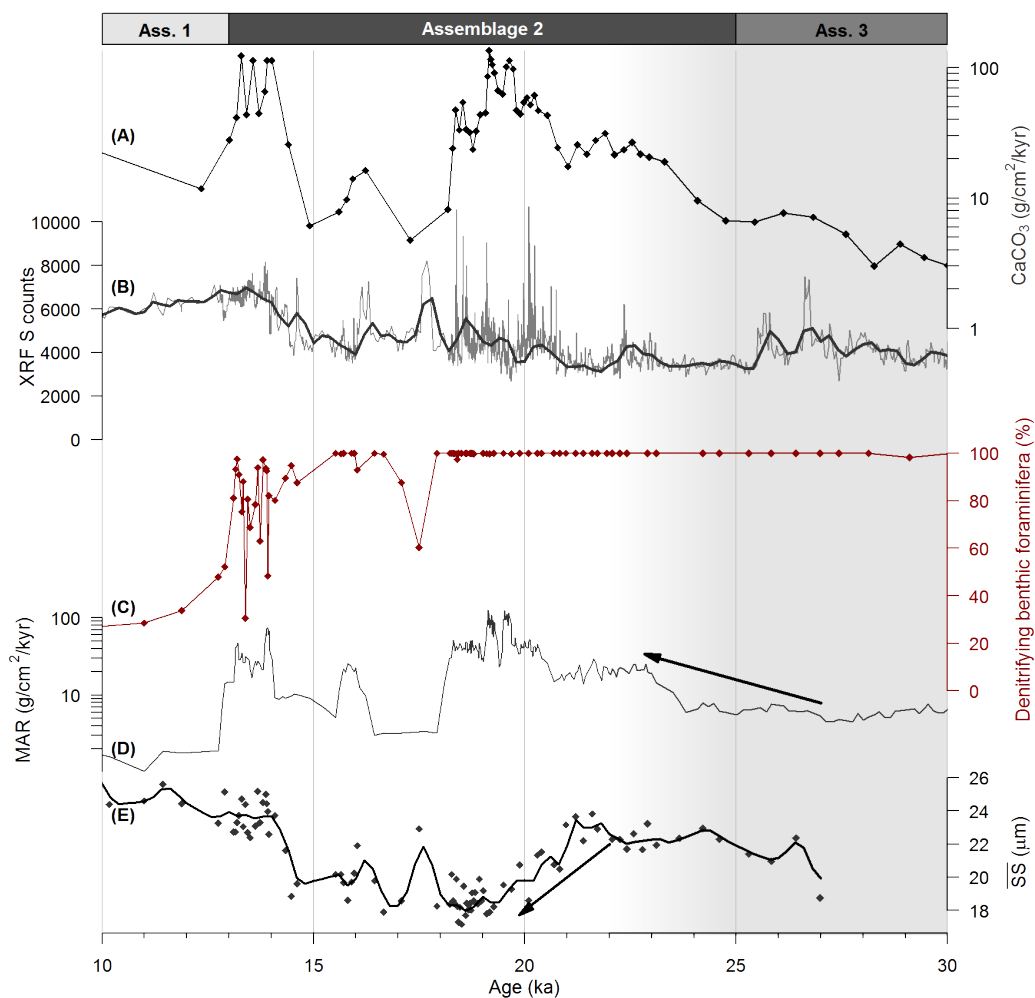 Ass. 1
Assemblage 2
Ass. 3
(A)
100
10
1
CaCO3 (g/cm2/kyr)
(B)
10000
8000
6000
4000
2000
0
XRF S counts
(C)
100
80
60
40
20
0
Denitrifying benthic foraminifera (%)
(D)
100
10
MAR (g/cm2/kyr)
(E)
26
24
22
20
18
SS (μm)
10
15
20
25
30
Age (ka)